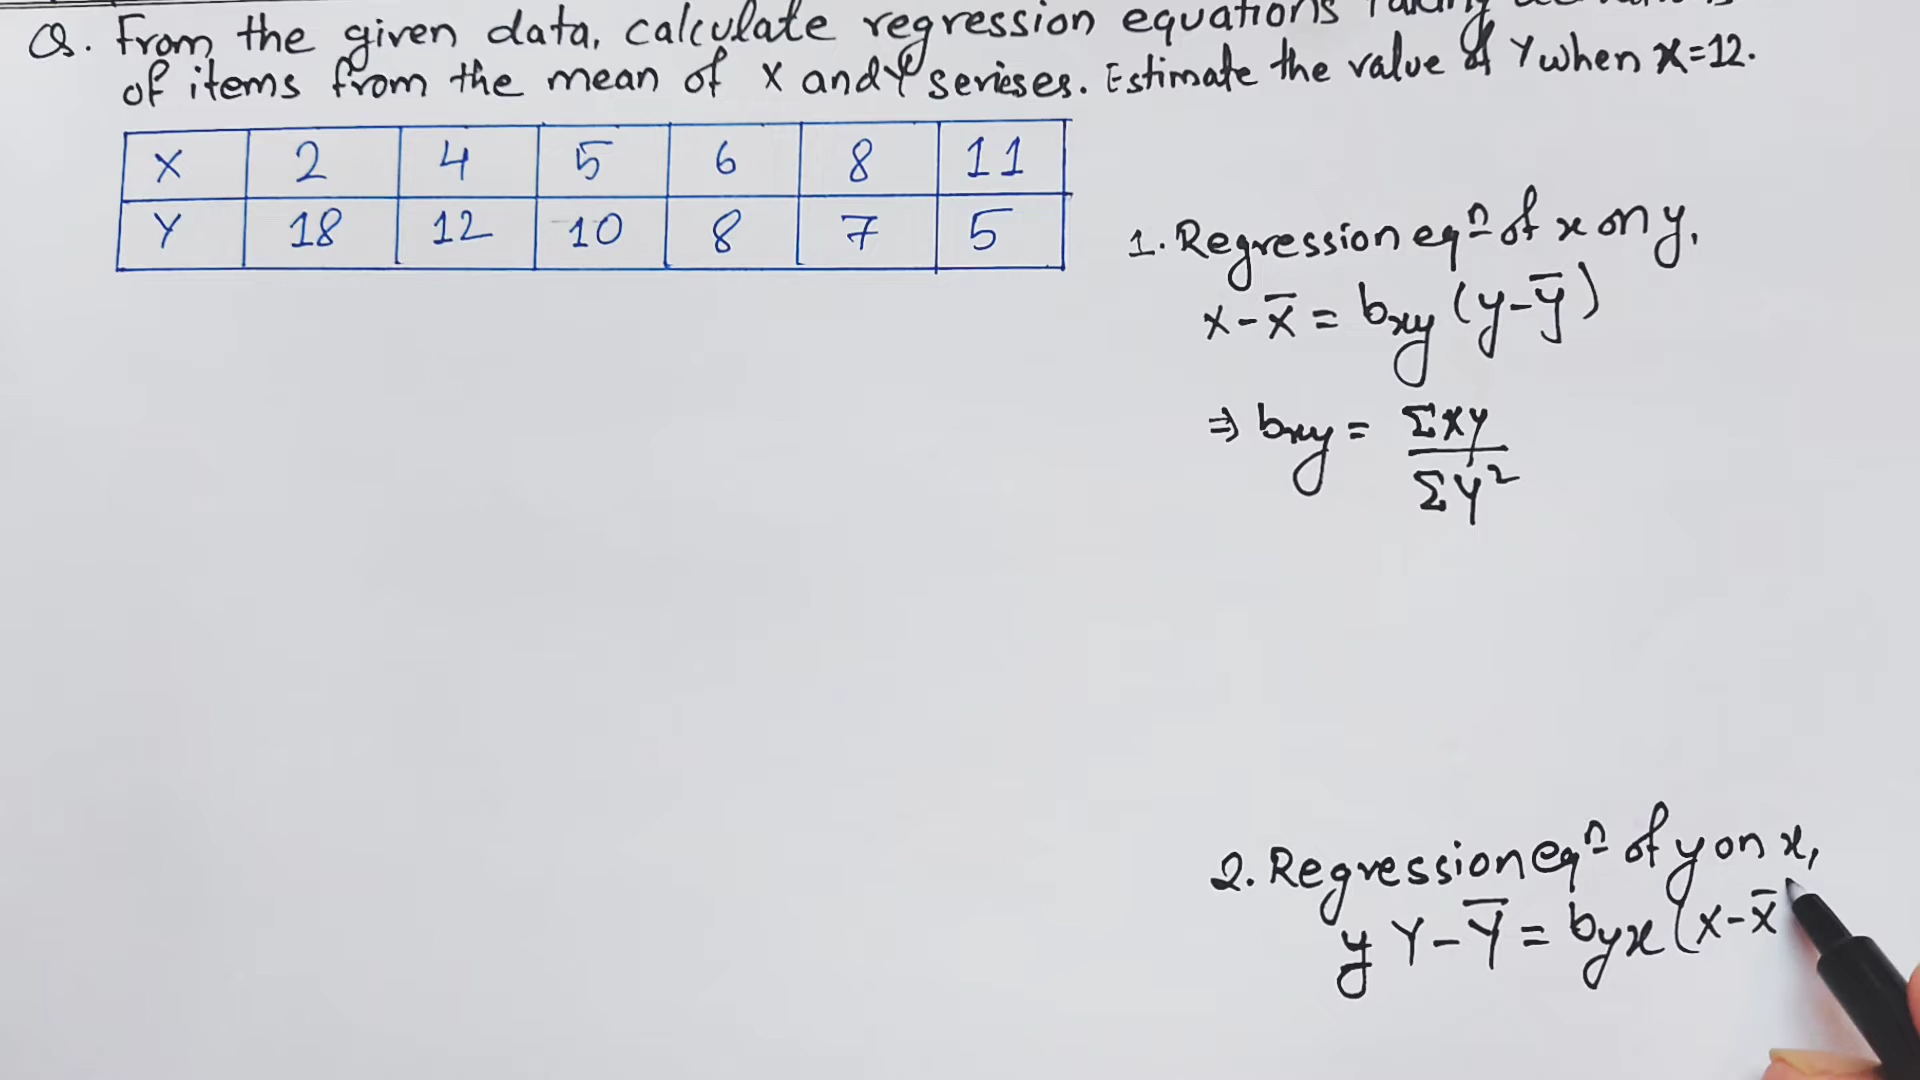 Q. From the given data, calculate regression equations
of items from the mean of X and Y serieses. Estimate the value of Y when x=12.
X 2 4 5 6 8 11
Y 18 12 10 8 7 5
1. Regression eqn of x on y,
x - x̄ = bxy (y - ȳ)
⇒ bxy = ΣXY / ΣY²
2. Regression eqn of y on x,
y Y - Ȳ = byx (X - X̄